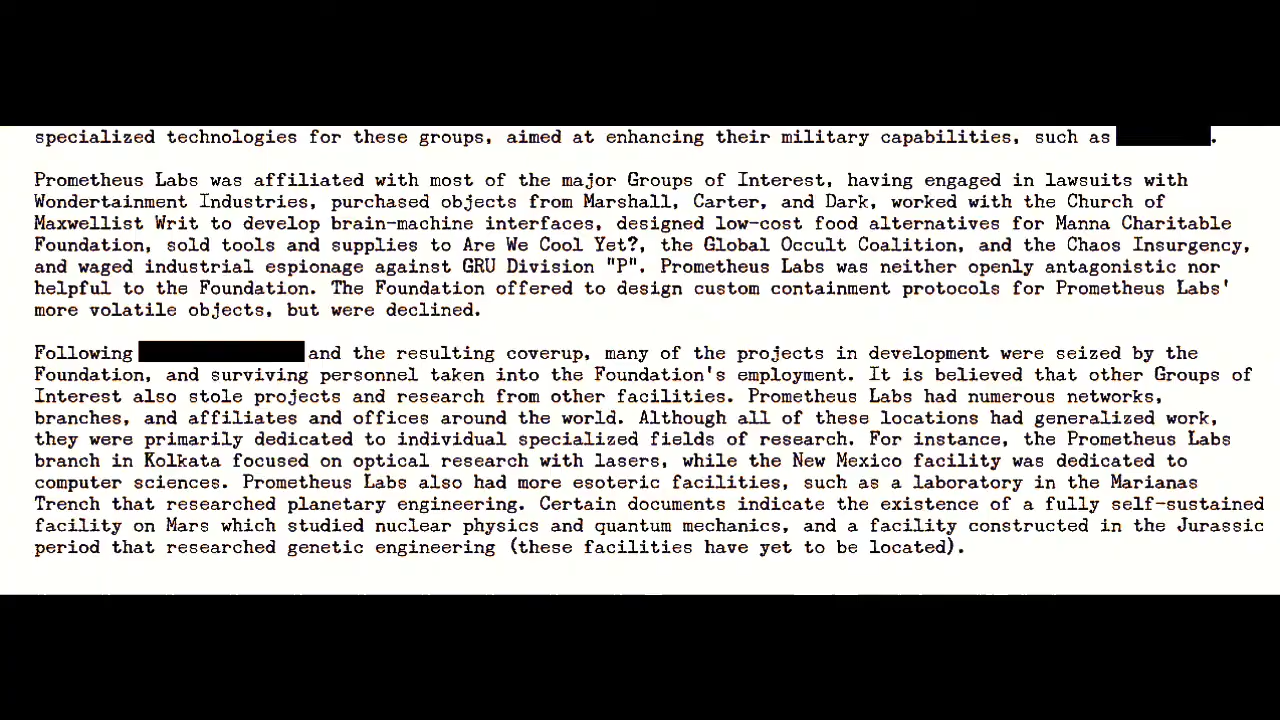 specialized technologies for these groups, aimed at enhancing their military capabilities, such as .
Prometheus Labs was affiliated with most of the major Groups of Interest, having engaged in lawsuits with
Wondertainment Industries, purchased objects from Marshall, Carter, and Dark, worked with the Church of
Maxwellist Writ to develop brain-machine interfaces, designed low-cost food alternatives for Manna Charitable
Foundation, sold tools and supplies to Are We Cool Yet?, the Global Occult Coalition, and the Chaos Insurgency,
and waged industrial espionage against GRU Division "P". Prometheus Labs was neither openly antagonistic nor
helpful to the Foundation. The Foundation offered to design custom containment protocols for Prometheus Labs'
more volatile objects, but were declined.
Following and the resulting coverup, many of the projects in development were seized by the
Foundation, and surviving personnel taken into the Foundation's employment. It is believed that other Groups of
Interest also stole projects and research from other facilities. Prometheus Labs had numerous networks,
branches, and affiliates and offices around the world. Although all of these locations had generalized work,
they were primarily dedicated to individual specialized fields of research. For instance, the Prometheus Labs
branch in Kolkata focused on optical research with lasers, while the New Mexico facility was dedicated to
computer sciences. Prometheus Labs also had more esoteric facilities, such as a laboratory in the Marianas
Trench that researched planetary engineering. Certain documents indicate the existence of a fully self-sustained
facility on Mars which studied nuclear physics and quantum mechanics, and a facility constructed in the Jurassic
period that researched genetic engineering (these facilities have yet to be located).